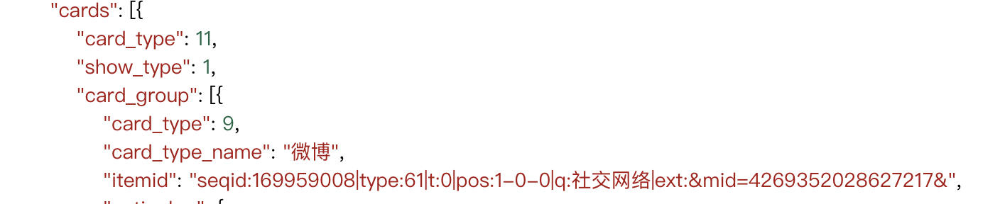 "cards": [{
"card_type": 11,
"show_type": 1,
"card_group": [{
"card_type": 9,
"card_type_name": "微博",
"itemid": "seqid:169959008|type:61|t:0|pos:1-0-0|q:社交网络|ext:&mid=4269352028627217&",